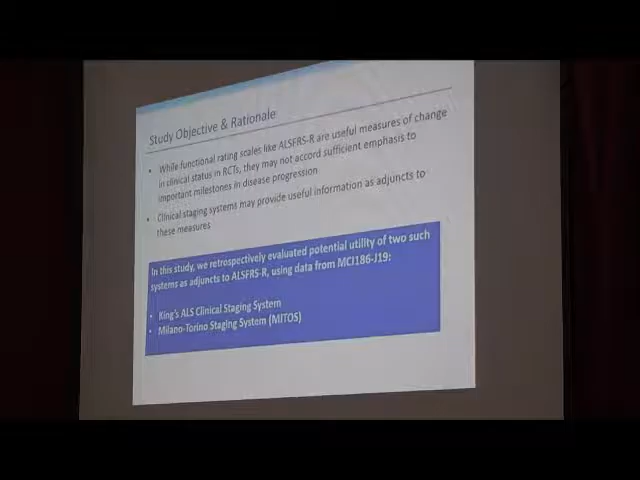 Study Objective & Rationale
• While functional rating scales like ALSFRS-R are useful measures of change
in clinical status in RCTs, they may not accord sufficient emphasis to
important milestones in disease progression
• Clinical staging systems may provide useful information as adjuncts to
these measures
In this study, we retrospectively evaluated potential utility of two such
systems as adjuncts to ALSFRS-R, using data from MCI186-J19:
• King's ALS Clinical Staging System
• Milano-Torino Staging System (MITOS)